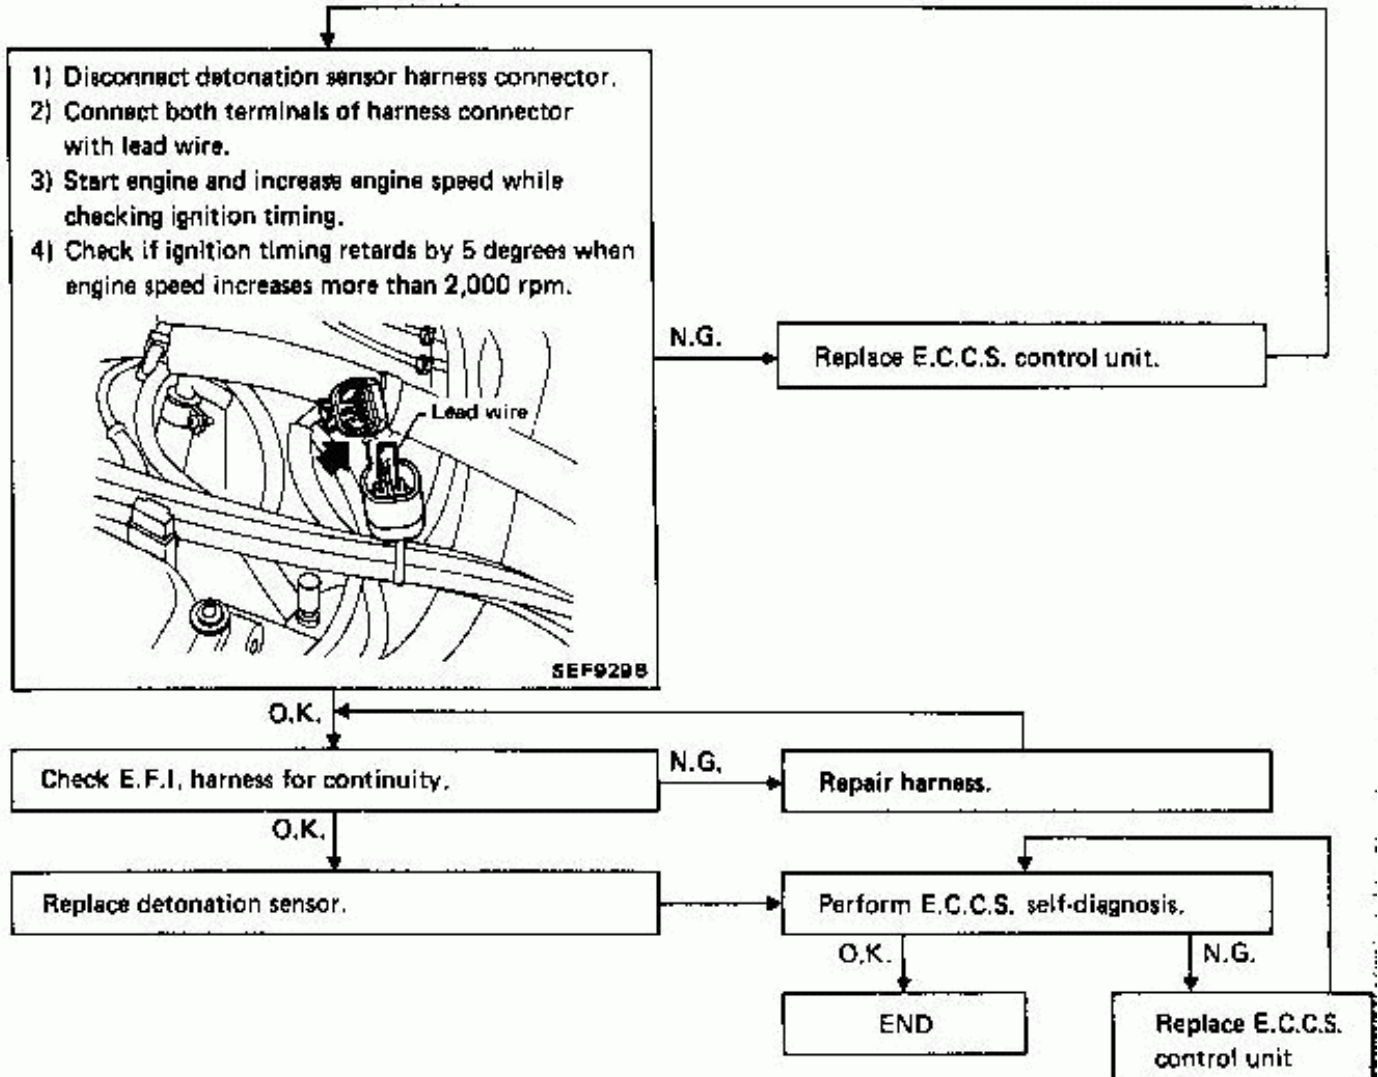 1) Disconnect detonation sensor harness connector.
2) Connect both terminals of harness connector
with lead wire.
3) Start engine and increase engine speed while
checking ignition timing.
4) Check if ignition timing retards by 5 degrees when
engine speed increases more than 2,000 rpm.
Lead wire
SEF929B
N.G.
Replace E.C.C.S. control unit.
O.K.
Check E.F.I. harness for continuity.
N.G.
Repair harness.
O.K.
Replace detonation sensor.
Perform E.C.C.S. self-diagnosis.
O.K.
N.G.
END
Replace E.C.C.S.
control unit